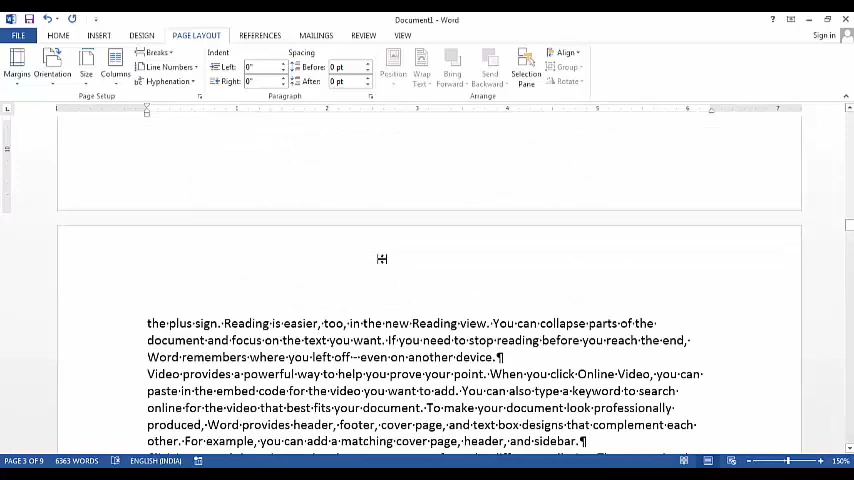 Document1 - Word
Sign in
FILE HOME INSERT DESIGN PAGE LAYOUT REFERENCES MAILINGS REVIEW VIEW
Margins Orientation Size Columns
Breaks
Line Numbers
Hyphenation
Page Setup
Indent
Left: 0"
Right: 0"
Spacing
Before: 0 pt
After: 0 pt
Paragraph
Position Wrap Text Bring Forward Send Backward Selection Pane
Align
Group
Rotate
Arrange
L 1 2 3 4 5 6 7
10
the·plus·sign.·Reading·is·easier,·too,·in·the·new·Reading·view.·You·can·collapse·parts·of·the·
document·and·focus·on·the·text·you·want.·If·you·need·to·stop·reading·before·you·reach·the·end,·
Word·remembers·where·you·left·off·-·even·on·another·device.¶
Video·provides·a·powerful·way·to·help·you·prove·your·point.·When·you·click·Online·Video,·you·can·
paste·in·the·embed·code·for·the·video·you·want·to·add.·You·can·also·type·a·keyword·to·search·
online·for·the·video·that·best·fits·your·document.·To·make·your·document·look·professionally·
produced,·Word·provides·header,·footer,·cover·page,·and·text·box·designs·that·complement·each·
other.·For·example,·you·can·add·a·matching·cover·page,·header,·and·sidebar.¶
PAGE 3 OF 9 6363 WORDS ENGLISH (INDIA) 150%